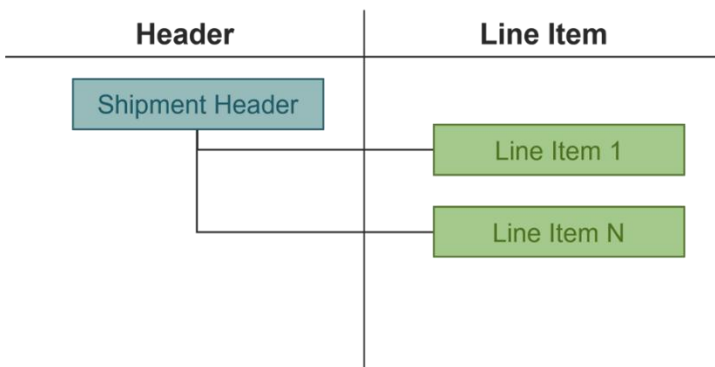 Header
Line Item
Shipment Header
Line Item 1
Line Item N